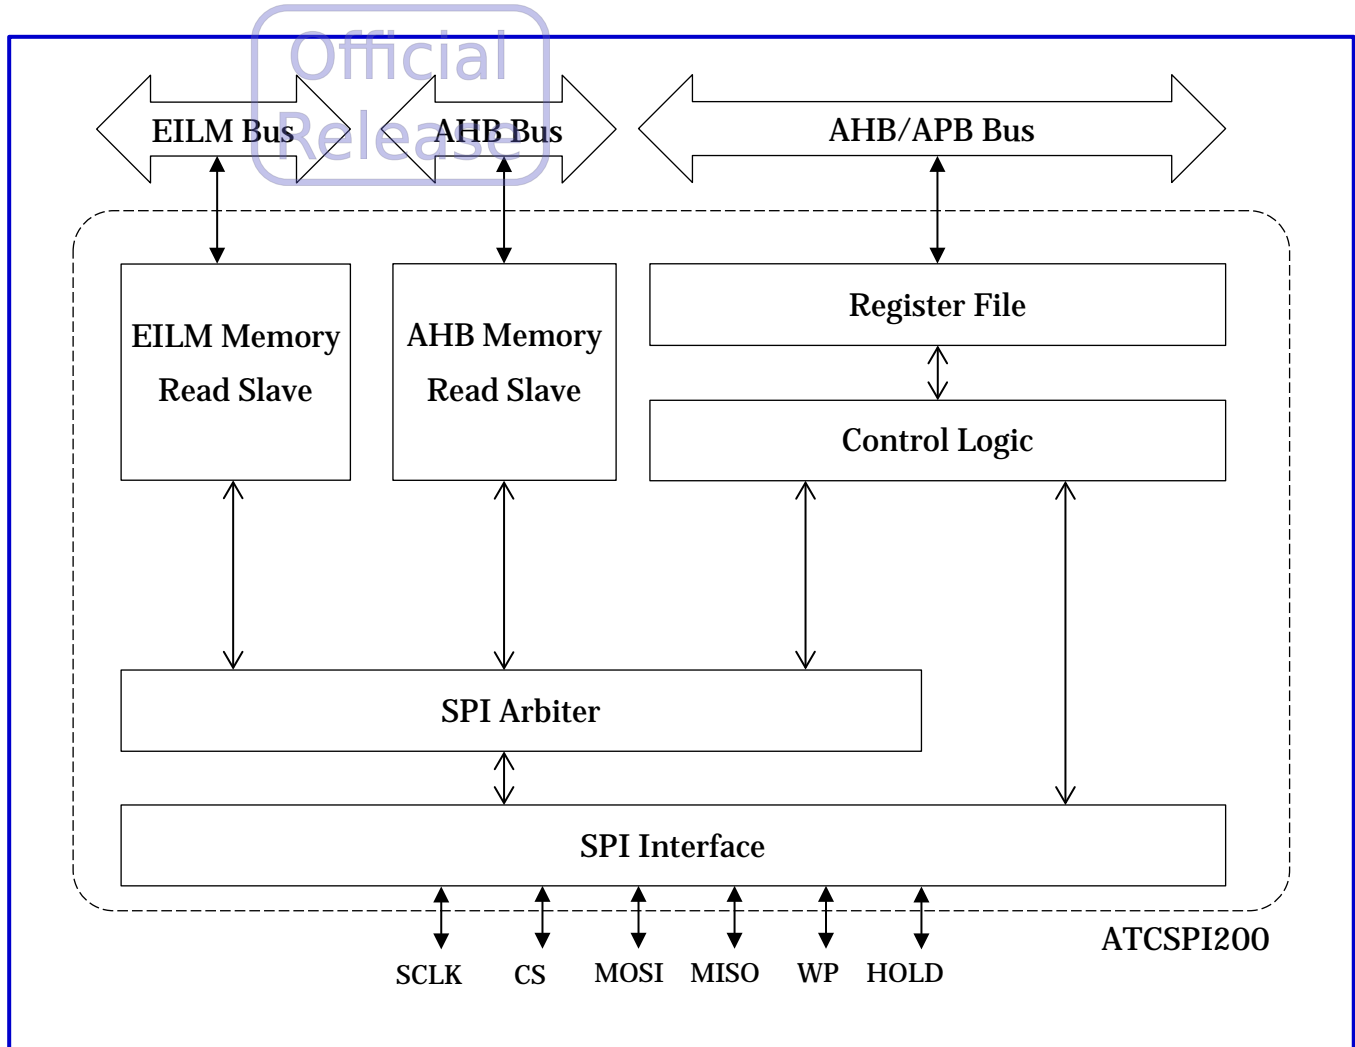 Official
Release
EILM Bus
AHB Bus
AHB/APB Bus
EILM Memory
Read Slave
AHB Memory
Read Slave
Register File
Control Logic
SPI Arbiter
SPI Interface
ATCSPI200
SCLK
CS
MOSI
MISO
WP
HOLD